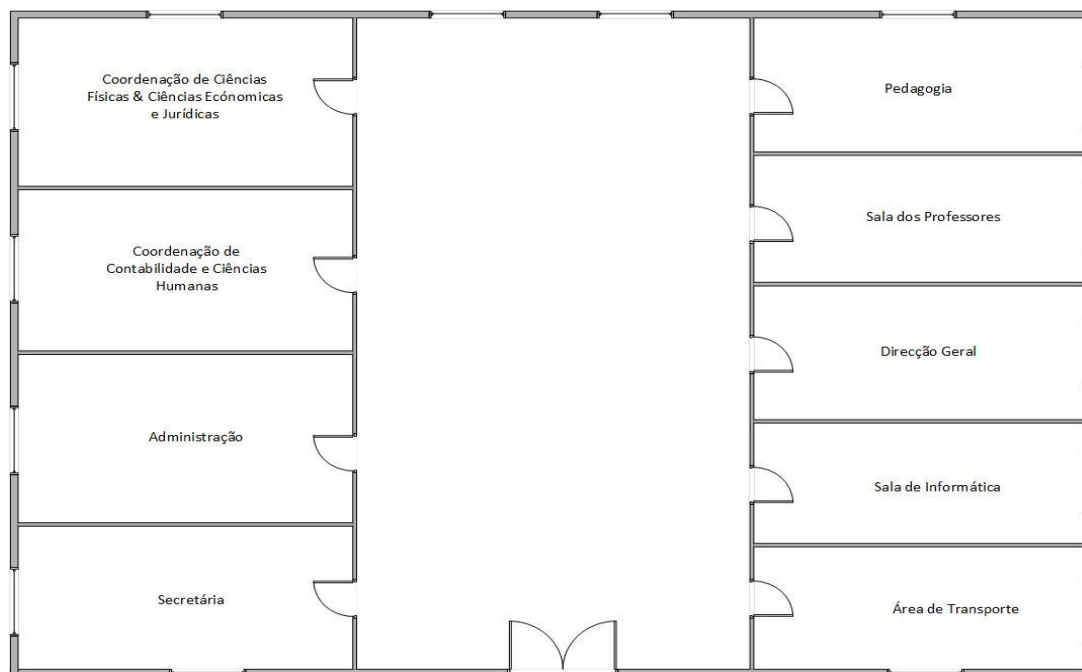 Coordenação de Ciências
Físicas & Ciências Ecónomicas
e Jurídicas
Coordenação de
Contabilidade e Ciências
Humanas
Administração
Secretária
Pedagogia
Sala dos Professores
Direcção Geral
Sala de Informática
Área de Transporte